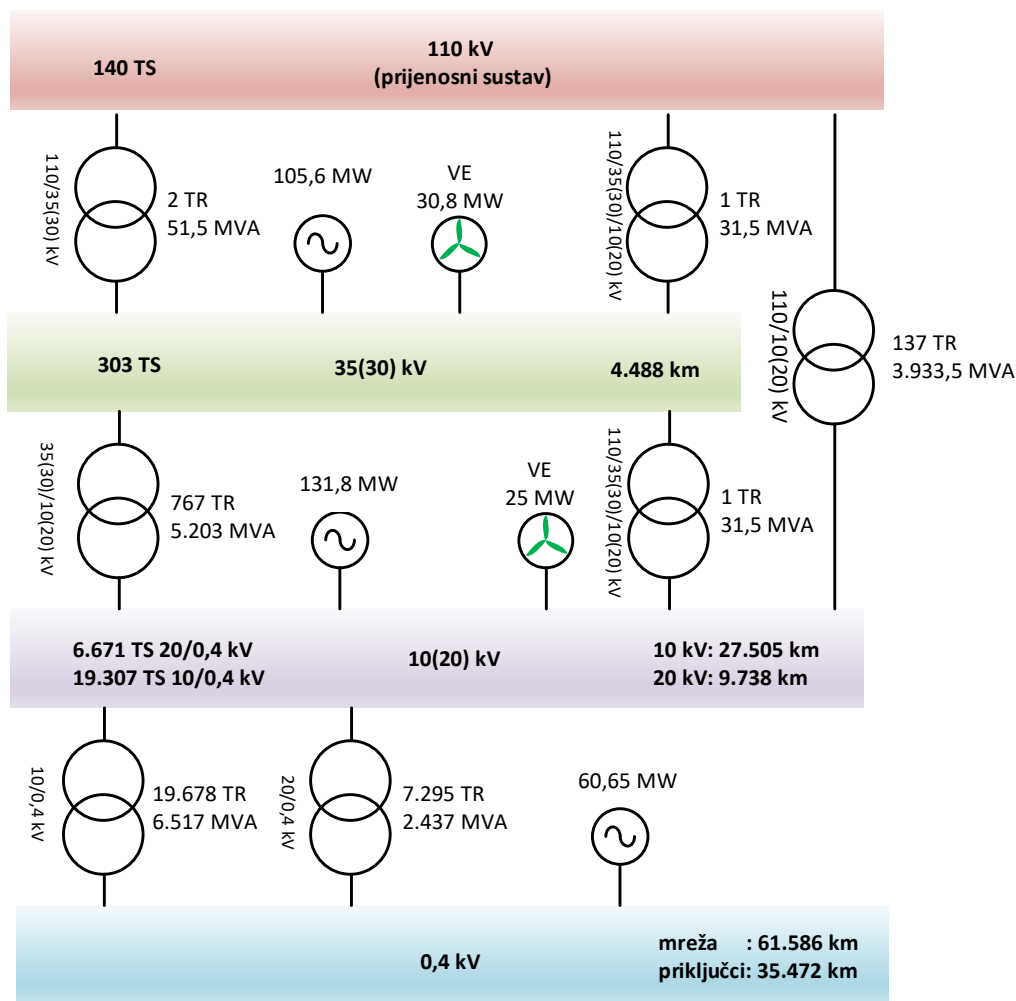 140 TS
110 kV
(prijenosni sustav)
110/35(30) kV
2 TR
51,5 MVA
105,6 MW
VE
30,8 MW
110/35(30)/10(20) kV
1 TR
31,5 MVA
110/10(20) kV
137 TR
3.933,5 MVA
303 TS
35(30) kV
4.488 km
35(30)/10(20) kV
767 TR
5.203 MVA
131,8 MW
VE
25 MW
110/35(30)/10(20) kV
1 TR
31,5 MVA
6.671 TS 20/0,4 kV
19.307 TS 10/0,4 kV
10(20) kV
10 kV: 27.505 km
20 kV: 9.738 km
10/0,4 kV
19.678 TR
6.517 MVA
20/0,4 kV
7.295 TR
2.437 MVA
60,65 MW
0,4 kV
mreža : 61.586 km
priključci: 35.472 km